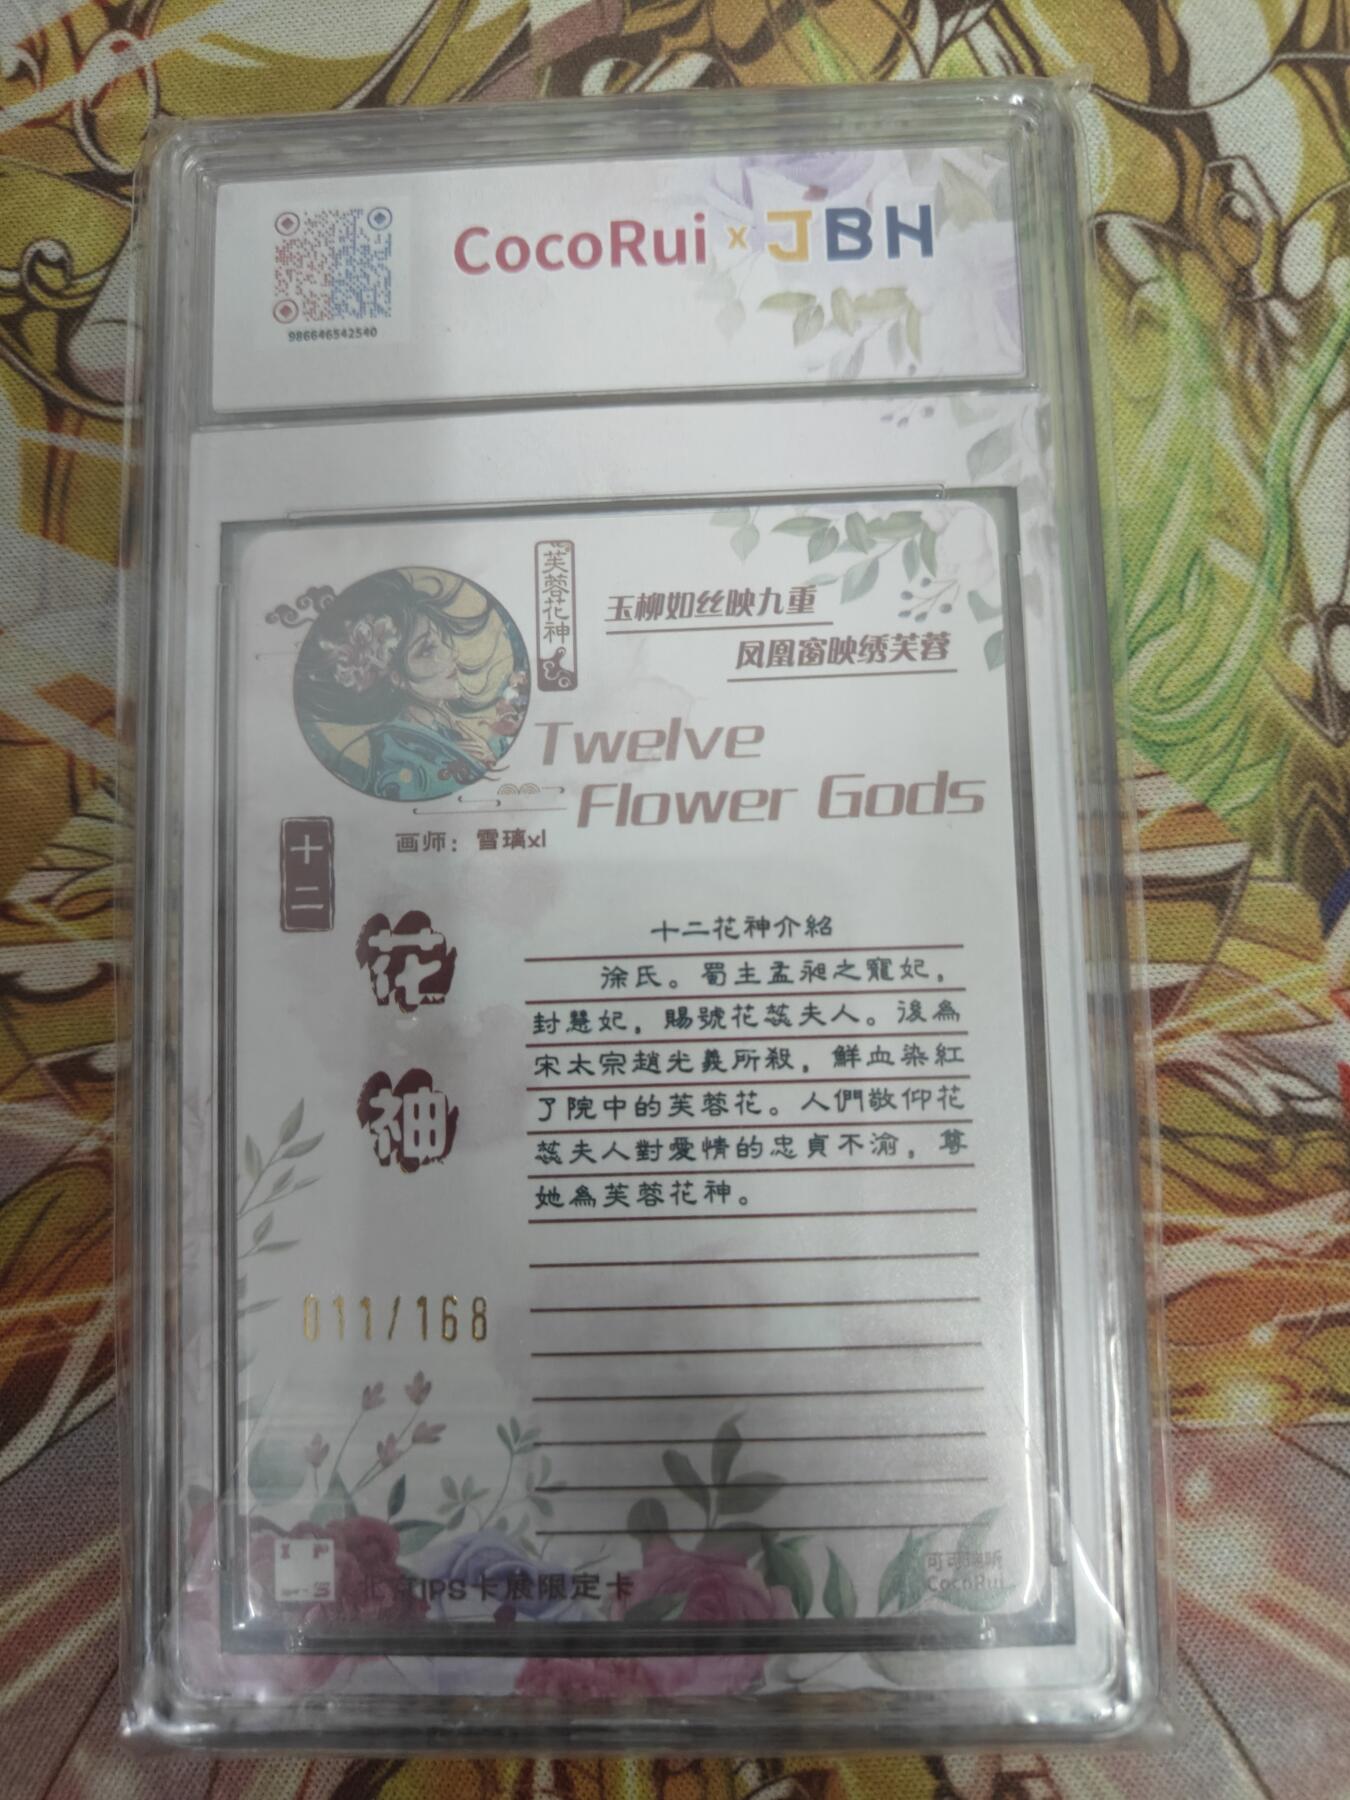 CocoRui x JBH
986646542540
芙蓉花神
玉柳如丝映九重
凤凰窗映绣芙蓉
Twelve
Flower Gods
画师：雪璃xl
十二
花神
十二花神介紹
徐氏。蜀主孟昶之寵妃，
封慧妃，賜號花蕊夫人。後為
宋太宗趙光義所殺，鮮血染紅
了院中的芙蓉花。人們敬仰花
蕊夫人對愛情的忠貞不渝，尊
她為芙蓉花神。
011/168
北京IPS卡展限定卡
CocoRui